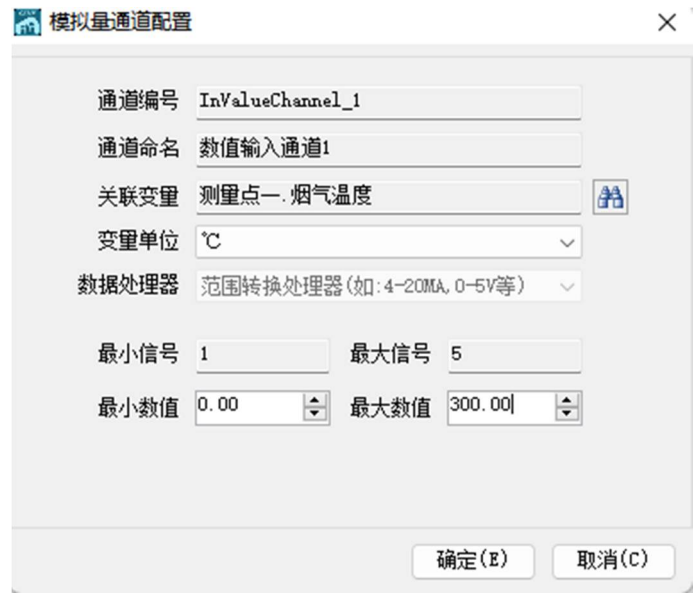 模拟量通道配置
通道编号 InValueChannel_1
通道命名 数值输入通道1
关联变量 测量点一.烟气温度
变量单位 ℃
数据处理器 范围转换处理器(如:4-20MA,0-5V等)
最小信号 1 最大信号 5
最小数值 0.00 最大数值 300.00
确定(E) 取消(C)